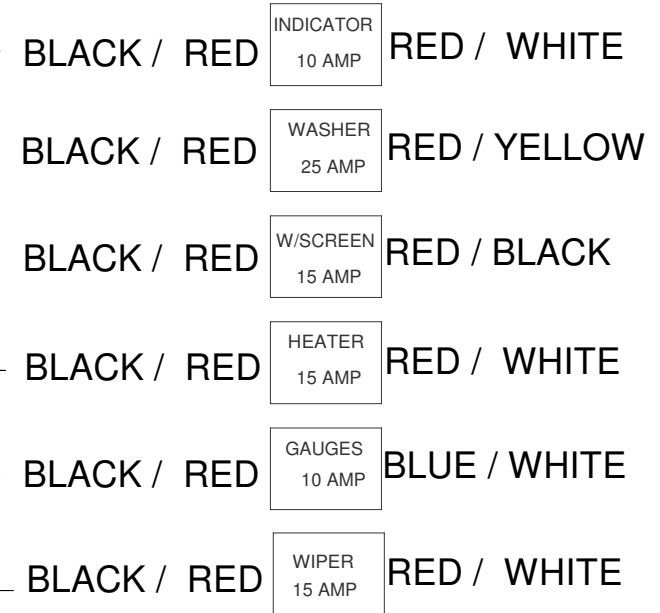 BLACK / RED INDICATOR 10 AMP RED / WHITE
BLACK / RED WASHER 25 AMP RED / YELLOW
BLACK / RED W/SCREEN 15 AMP RED / BLACK
BLACK / RED HEATER 15 AMP RED / WHITE
BLACK / RED GAUGES 10 AMP BLUE / WHITE
BLACK / RED WIPER 15 AMP RED / WHITE